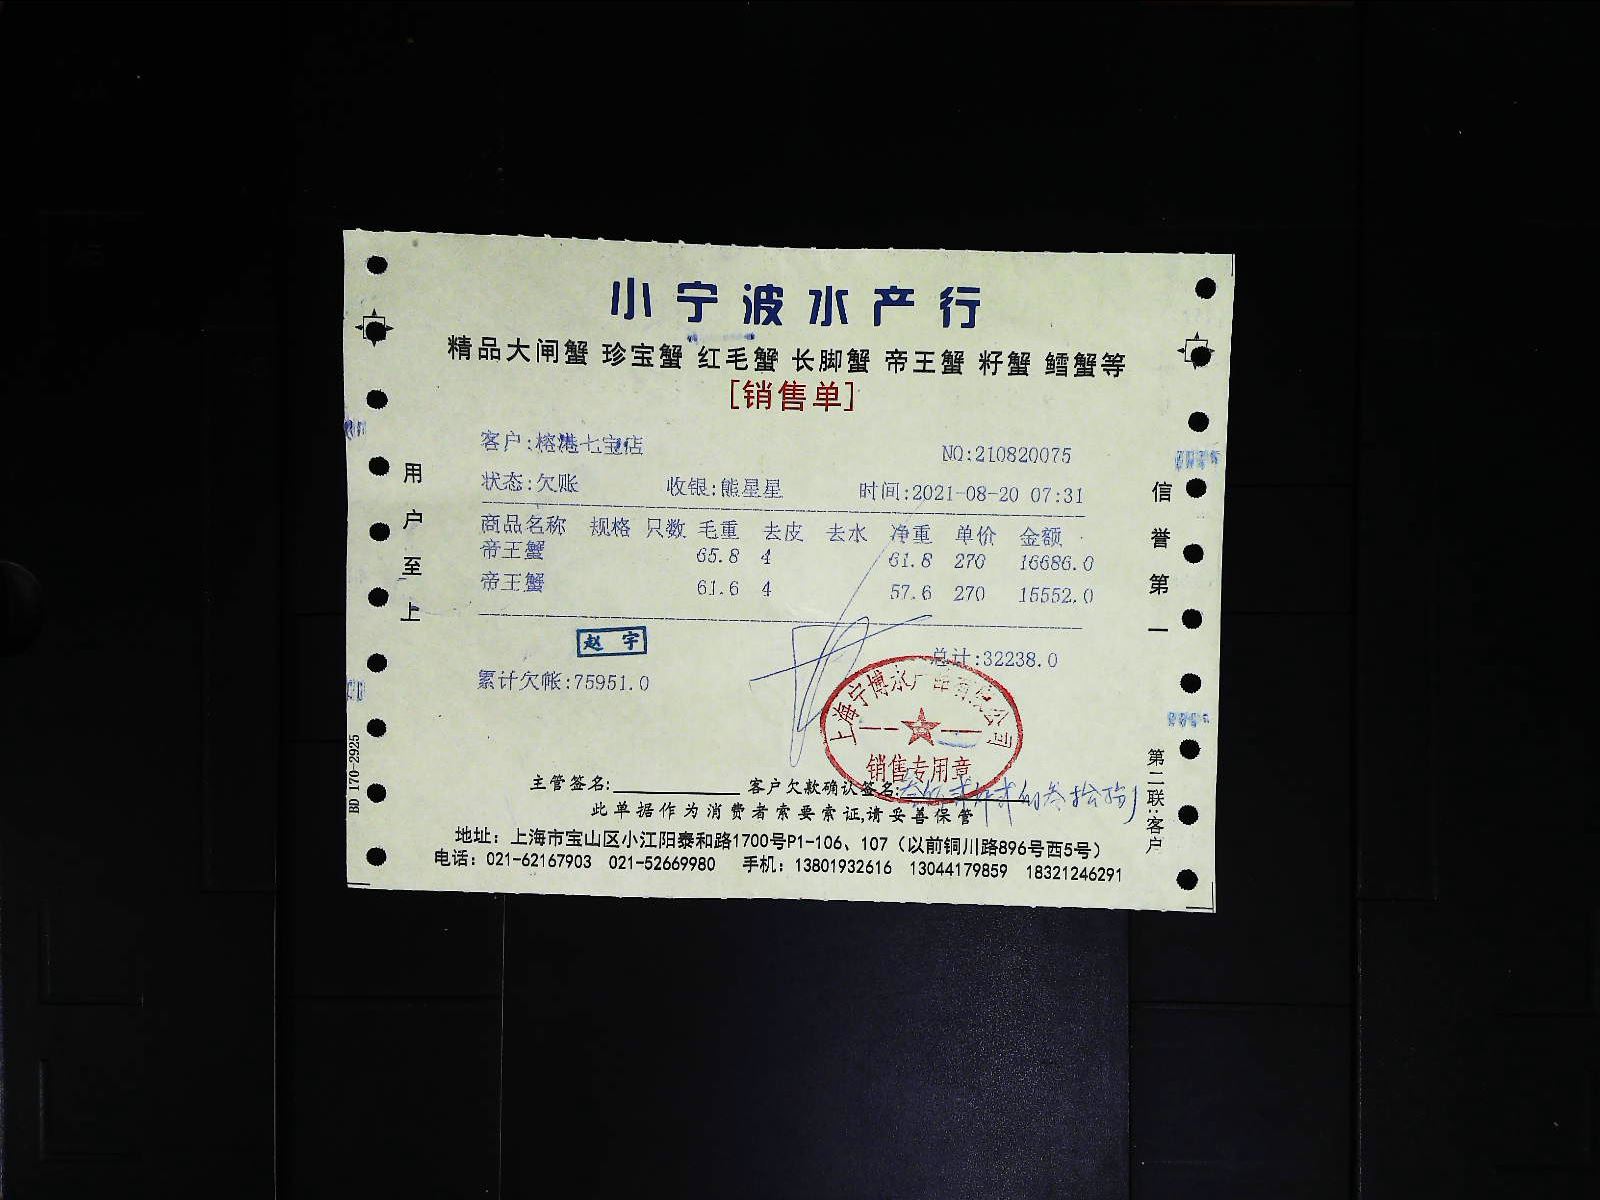 小宁波水产行
精品大闸蟹 珍宝蟹 红毛蟹 长脚蟹 帝王蟹 籽蟹 鳕蟹等
[销售单]
客户:榕港七宝店 NO:210820075
状态:欠账 收银:熊星星 时间:2021-08-20 07:31
商品名称 规格 只数 毛重 去皮 去水 净重 单价 金额
帝王蟹 65.8 4 61.8 270 16686.0
帝王蟹 61.6 4 57.6 270 15552.0
赵宇
总计:32238.0
累计欠帐:75951.0
上海宁博水产品有限公司
销售专用章
主管签名: 客户欠款确认签名:
此单据作为消费者索要索证,请妥善保管
地址：上海市宝山区小江阳泰和路1700号P1-106、107（以前铜川路896号西5号）
电话：021-62167903 021-52669980 手机：13801932616 13044179859 18321246291
用户至上
信誉第一
第二联:客户
BD 170-2925